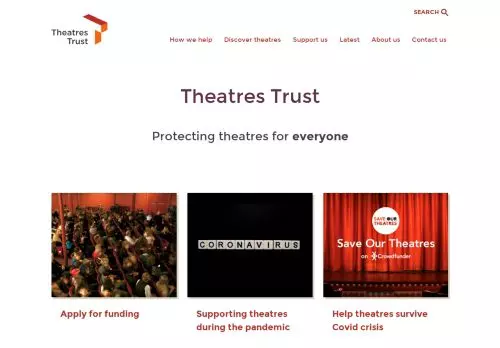 SEARCH
Theatres
Trust
How we help Discover theatres Support us Latest About us Contact us
Theatres Trust
Protecting theatres for everyone
CORONAVIRUS
SAVE OUR
THEATRES
Save Our Theatres
on Crowdfunder
Apply for funding
Supporting theatres
during the pandemic
Help theatres survive
Covid crisis